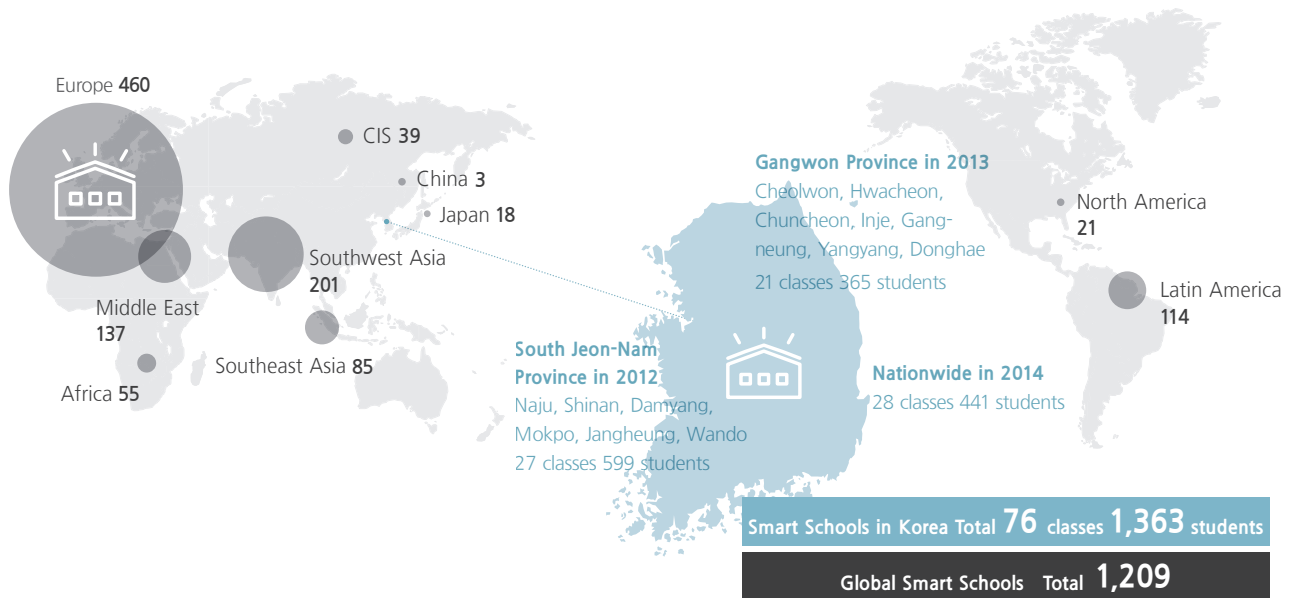 Europe 460
CIS 39
China 3
Japan 18
Southwest Asia
201
Middle East
137
Southeast Asia 85
Africa 55
Gangwon Province in 2013
Cheolwon, Hwacheon,
Chuncheon, Inje, Gang-
neung, Yangyang, Donghae
21 classes 365 students
South Jeon-Nam
Province in 2012
Naju, Shinan, Damyang,
Mokpo, Jangheung, Wando
27 classes 599 students
Nationwide in 2014
28 classes 441 students
North America
21
Latin America
114
Smart Schools in Korea Total 76 classes 1,363 students
Global Smart Schools Total 1,209